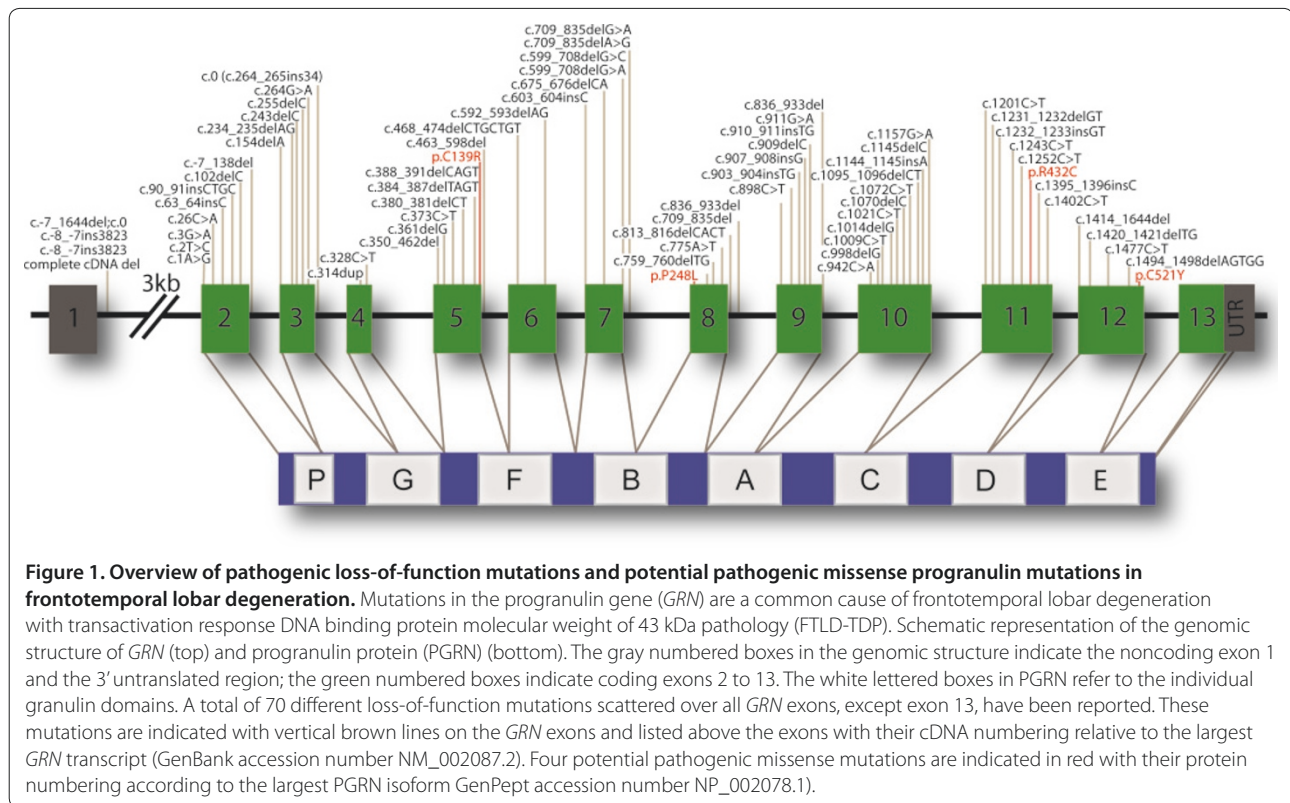 c.709_835delG>A
c.709_835delA>G
c.599_708delG>C
c.599_708delG>A
c.675_676delCA
c.603_604insC
c.592_593delAG
c.0 (c.264_265ins34)
c.264G>A
c.255delC
c.243delC
c.234_235delAG
c.154delA
c.-7_138del
c.102delC
c.90_91insCTGC
c.63_64insC
c.26C>A
c.3G>A
c.2T>C
c.1A>G
c.-7_1644del;c.0
c.-8_-7ins3823
c.-8_-7ins3823
complete cDNA del
c.328C>T
c.314dup
c.468_474delCTGCTGT
c.463_598del
p.C139R
c.388_391delCAGT
c.384_387delTAGT
c.380_381delCT
c.373C>T
c.361delG
c.350_462del
c.836_933del
c.709_835del
c.813_816delCACT
c.775A>T
c.759_760delTG
p.P248L
c.836_933del
c.911G>A
c.910_911insTG
c.909delC
c.907_908insG
c.903_904insTG
c.898C>T
c.1157G>A
c.1145delC
c.1144_1145insA
c.1095_1096delCT
c.1072C>T
c.1070delC
c.1021C>T
c.1014delG
c.1009C>T
c.998delG
c.942C>A
c.1201C>T
c.1231_1232delGT
c.1232_1233insGT
c.1243C>T
c.1252C>T
p.R432C
c.1395_1396insC
c.1402C>T
c.1414_1644del
c.1420_1421delTG
c.1477C>T
c.1494_1498delAGTGG
p.C521Y
3kb
1 2 3 4 5 6 7 8 9 10 11 12 13 UTR
P G F B A C D E
Figure 1. Overview of pathogenic loss-of-function mutations and potential pathogenic missense progranulin mutations in
frontotemporal lobar degeneration. Mutations in the progranulin gene (GRN) are a common cause of frontotemporal lobar degeneration
with transactivation response DNA binding protein molecular weight of 43 kDa pathology (FTLD-TDP). Schematic representation of the genomic
structure of GRN (top) and progranulin protein (PGRN) (bottom). The gray numbered boxes in the genomic structure indicate the noncoding exon 1
and the 3' untranslated region; the green numbered boxes indicate coding exons 2 to 13. The white lettered boxes in PGRN refer to the individual
granulin domains. A total of 70 different loss-of-function mutations scattered over all GRN exons, except exon 13, have been reported. These
mutations are indicated with vertical brown lines on the GRN exons and listed above the exons with their cDNA numbering relative to the largest
GRN transcript (GenBank accession number NM_002087.2). Four potential pathogenic missense mutations are indicated in red with their protein
numbering according to the largest PGRN isoform GenPept accession number NP_002078.1).